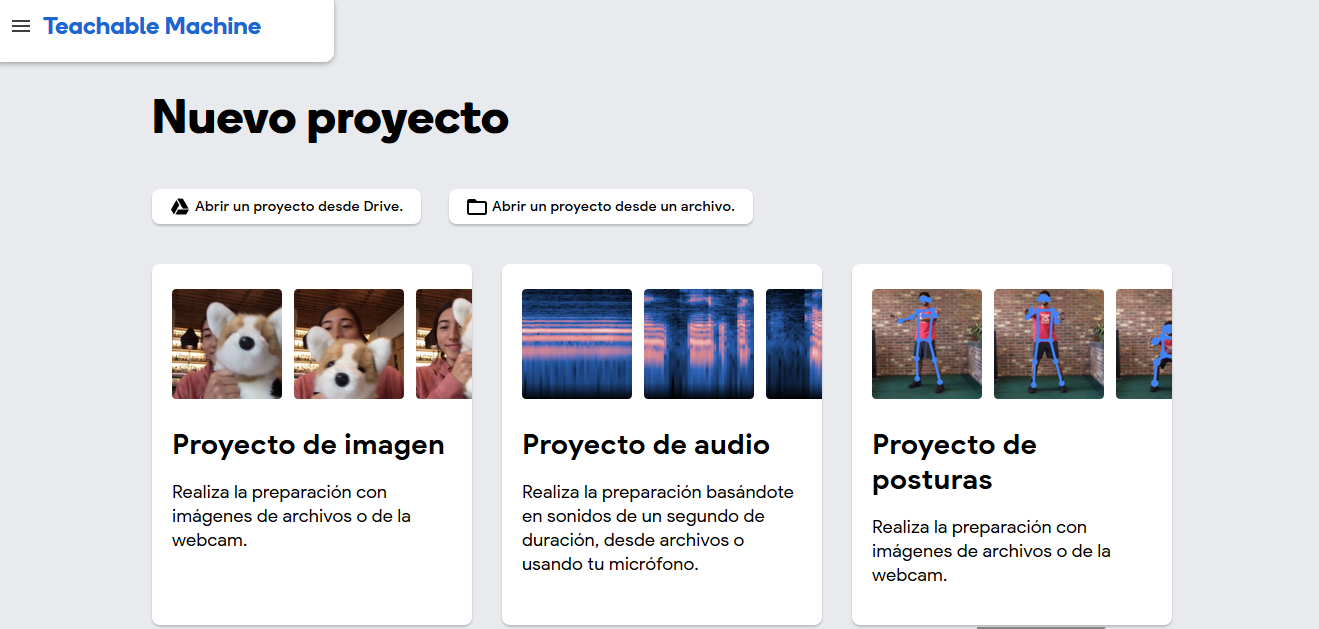 Teachable Machine
Nuevo proyecto
Abrir un proyecto desde Drive.
Abrir un proyecto desde un archivo.
Proyecto de imagen
Realiza la preparación con
imágenes de archivos o de la
webcam.
Proyecto de audio
Realiza la preparación basándote
en sonidos de un segundo de
duración, desde archivos o
usando tu micrófono.
Proyecto de
posturas
Realiza la preparación con
imágenes de archivos o de la
webcam.